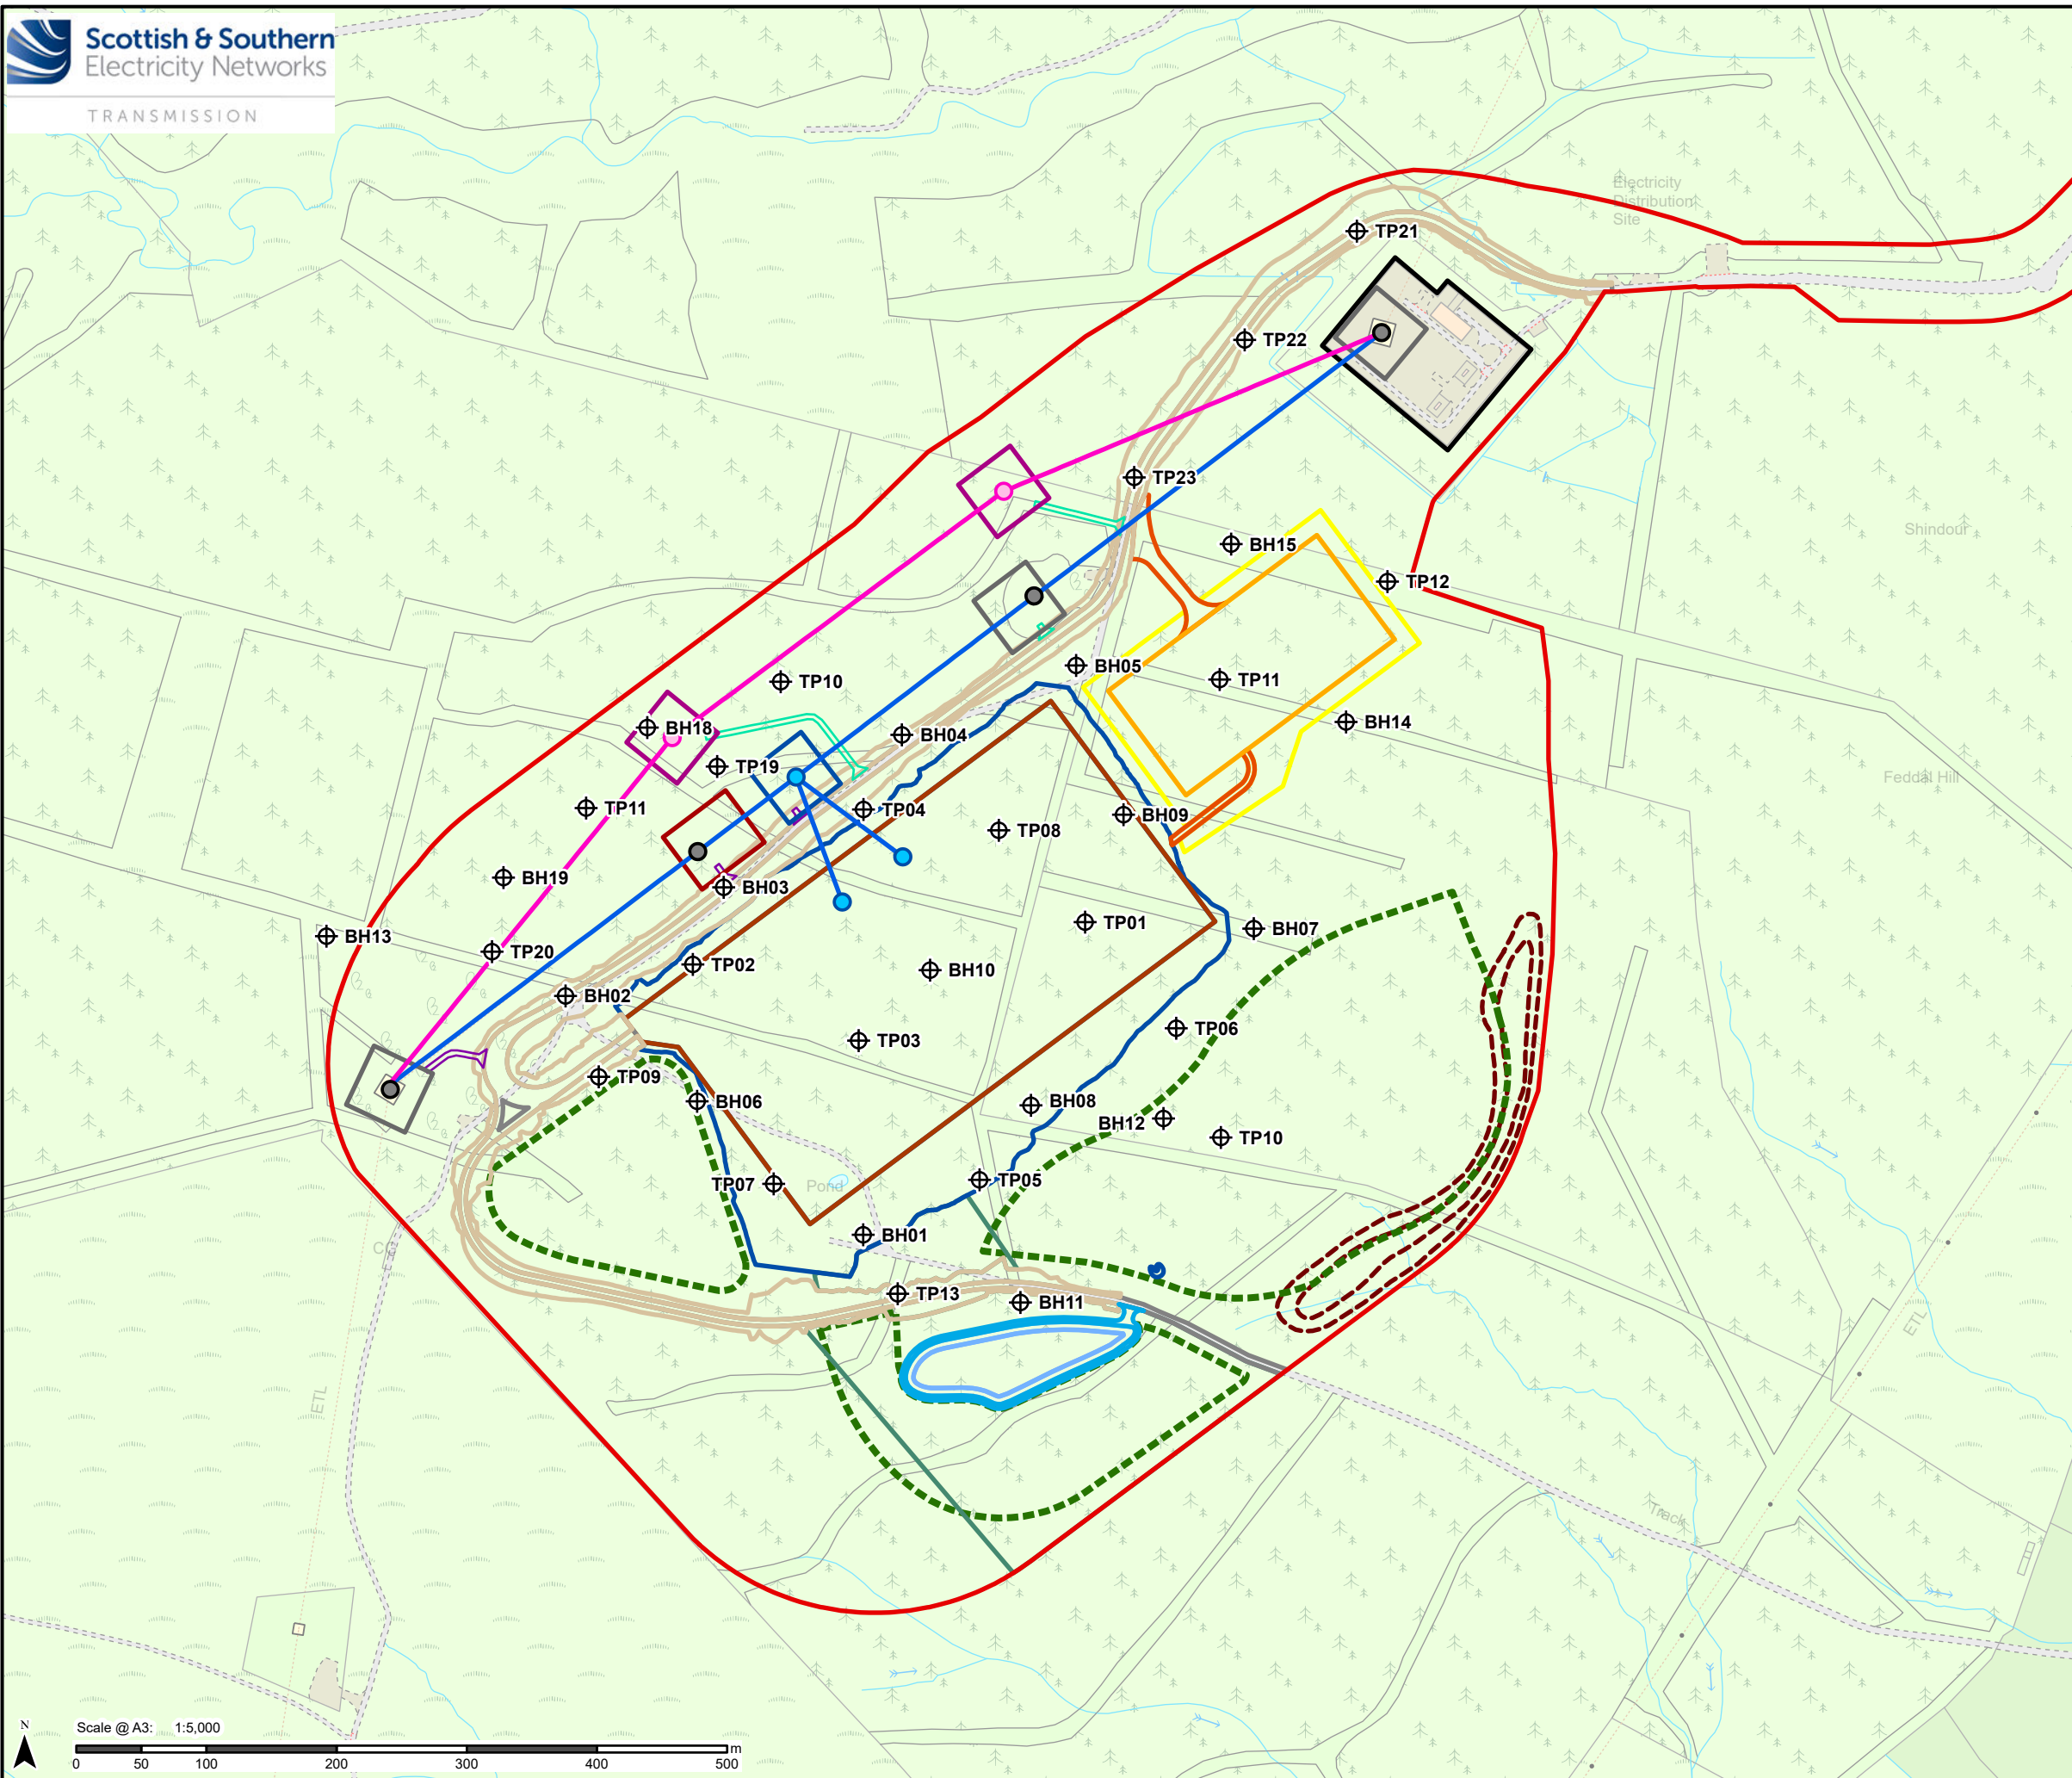 Scottish & Southern
Electricity Networks
TRANSMISSION
Electricity
Distribution
Site
TP21
TP22
TP23
BH15
Shindour
TP12
BH05
TP11
TP10
BH14
BH18
BH04
TP19
Feddal Hill
TP11
TP04
BH09
TP08
BH19
BH03
TP01
BH07
BH13
TP20
TP02
BH10
BH02
TP06
TP03
TP09
BH06
BH08
BH12
TP10
TP05
TP07
Pond
BH01
CG
TP13
BH11
ETL
ETL
Track
N
Scale @ A3: 1:5,000
m
0 50 100 200 300 400 500